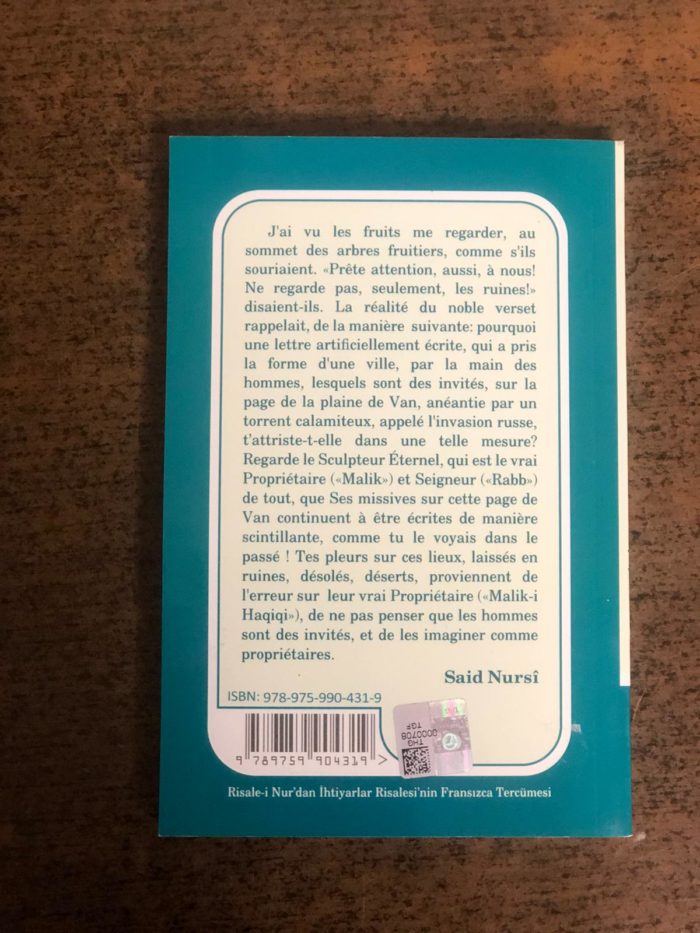 J'ai vu les fruits me regarder, au
sommet des arbres fruitiers, comme s'ils
souriaient. «Prête attention, aussi, à nous!
Ne regarde pas, seulement, les ruines!»
disaient-ils. La réalité du noble verset
rappelait, de la manière suivante: pourquoi
une lettre artificiellement écrite, qui a pris
la forme d'une ville, par la main des
hommes, lesquels sont des invités, sur la
page de la plaine de Van, anéantie par un
torrent calamiteux, appelé l'invasion russe,
t'attriste-t-elle dans une telle mesure?
Regarde le Sculpteur Éternel, qui est le vrai
Propriétaire («Malik») et Seigneur («Rabb»)
de tout, que Ses missives sur cette page de
Van continuent à être écrites de manière
scintillante, comme tu le voyais dans le
passé ! Tes pleurs sur ces lieux, laissés en
ruines, désolés, déserts, proviennent de
l'erreur sur leur vrai Propriétaire («Malik-i
Haqiqi»), de ne pas penser que les hommes
sont des invités, et de les imaginer comme
propriétaires.
Said Nursî
ISBN: 978-975-990-431-9
9 789759 904319 >
THG
0000708
TGF
Risale-i Nur'dan İhtiyarlar Risalesi'nin Fransızca Tercümesi